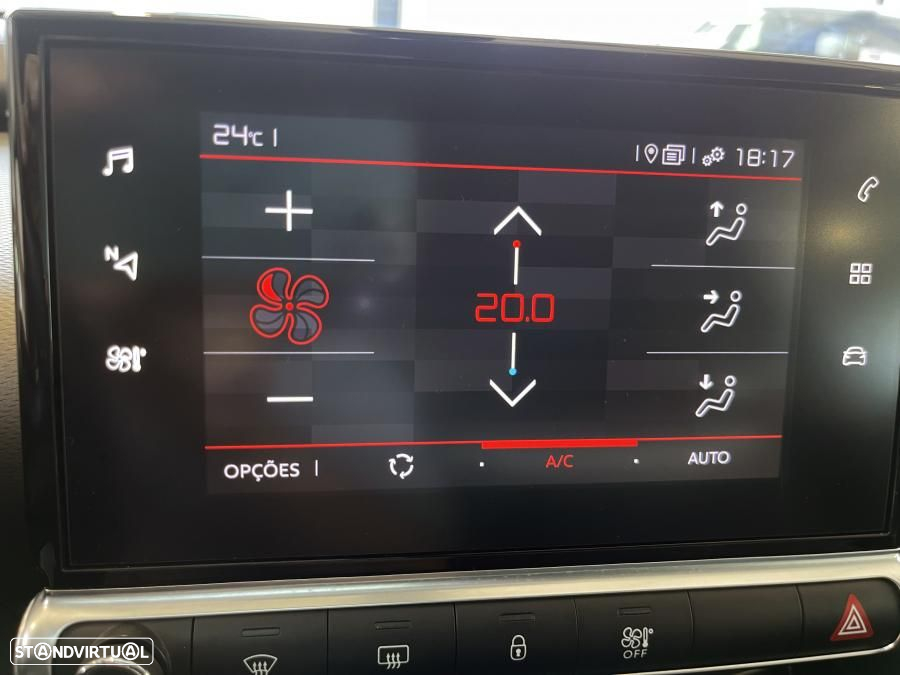 24°C
18:17
N
20.0
OPÇÕES
A/C
AUTO
OFF
STANDVIRTUAL